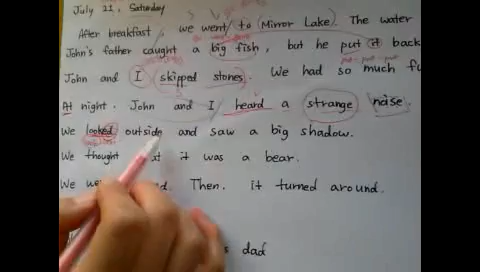 July 21, Saturday
After breakfast, we went to (Mirror Lake). The water
John's father caught a big fish, but he put it back
John and I skipped stones. We had so much fu
At night. John and I heard a strange noise.
We looked outside and saw a big shadow.
We thought it was a bear.
We Then. it turned around.
dad